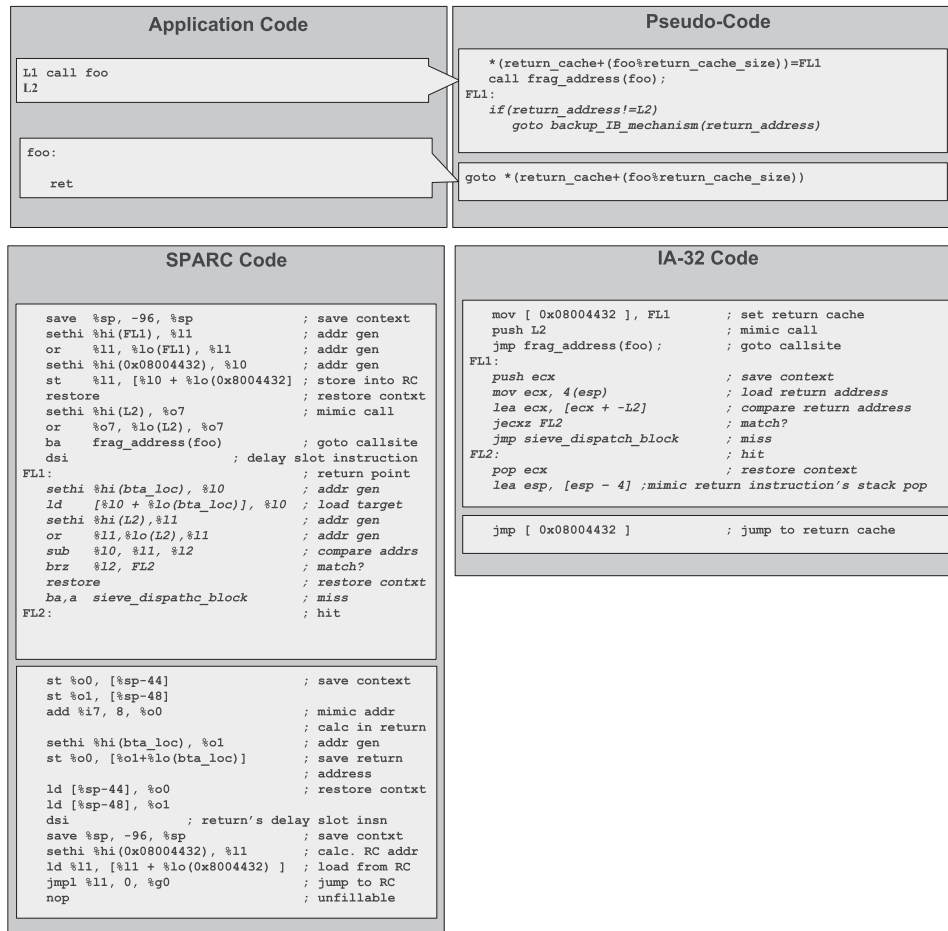 Application Code
L1 call foo
L2
foo:
ret
Pseudo-Code
*(return_cache+(foo%return_cache_size))=FL1
call frag_address(foo);
FL1:
if(return_address!=L2)
goto backup_IB_mechanism(return_address)
goto *(return_cache+(foo%return_cache_size))
SPARC Code
save %sp, -96, %sp ; save context
sethi %hi(FL1), %l1 ; addr gen
or %l1, %lo(FL1), %l1 ; addr gen
sethi %hi(0x08004432), %l0 ; addr gen
st %l1, [%l0 + %lo(0x8004432] ; store into RC
restore ; restore contxt
sethi %hi(L2), %o7 ; mimic call
or %o7, %lo(L2), %o7
ba frag_address(foo) ; goto callsite
dsi ; delay slot instruction
FL1: ; return point
sethi %hi(bta_loc), %l0 ; addr gen
ld [%l0 + %lo(bta_loc)], %l0 ; load target
sethi %hi(L2),%l1 ; addr gen
or %l1,%lo(L2),%l1 ; addr gen
sub %l0, %l1, %l2 ; compare addrs
brz %l2, FL2 ; match?
restore ; restore contxt
ba,a sieve_dispathc_block ; miss
FL2: ; hit
st %o0, [%sp-44] ; save context
st %o1, [%sp-48]
add %i7, 8, %o0 ; mimic addr
; calc in return
sethi %hi(bta_loc), %o1 ; addr gen
st %o0, [%o1+%lo(bta_loc)] ; save return
; address
ld [%sp-44], %o0 ; restore contxt
ld [%sp-48], %o1
dsi ; return's delay slot insn
save %sp, -96, %sp ; save contxt
sethi %hi(0x08004432), %l1 ; calc. RC addr
ld %l1, [%l1 + %lo(0x8004432) ] ; load from RC
jmpl %l1, 0, %g0 ; jump to RC
nop ; unfillable
IA-32 Code
mov [ 0x08004432 ], FL1 ; set return cache
push L2 ; mimic call
jmp frag_address(foo); ; goto callsite
FL1:
push ecx ; save context
mov ecx, 4(esp) ; load return address
lea ecx, [ecx + -L2] ; compare return address
jecxz FL2 ; match?
jmp sieve_dispatch_block ; miss
FL2: ; hit
pop ecx ; restore context
lea esp, [esp - 4] ;mimic return instruction's stack pop
jmp [ 0x08004432 ] ; jump to return cache